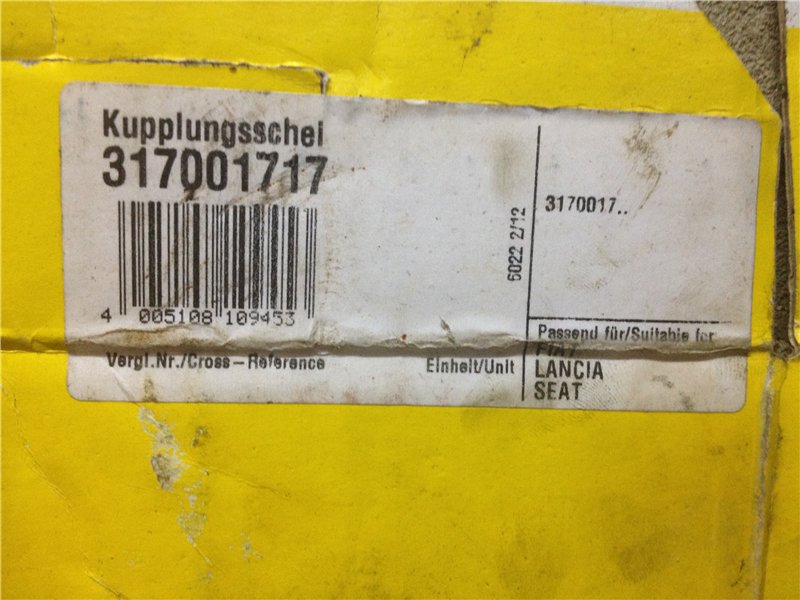 Kupplungsschei
317001717
4 005108 109453
Vergl.Nr./Cross-Reference
Einheit/Unit
6022 2/12
3170017..
Passend für/Suitable for
FIAT
LANCIA
SEAT